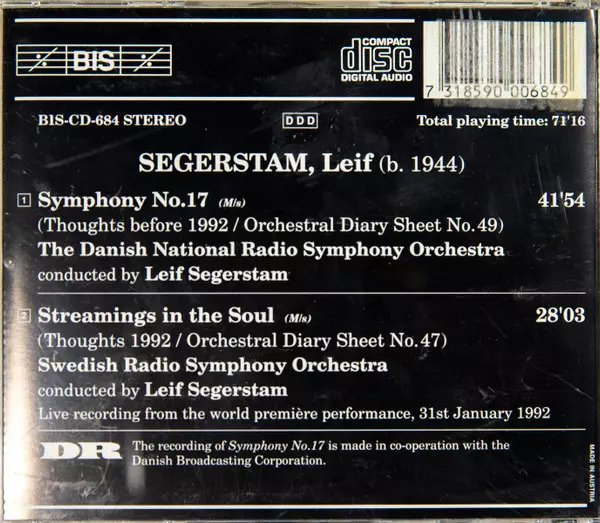 BIS
COMPACT
disc
DIGITAL AUDIO
7 318590 006849
BIS-CD-684 STEREO
DDD
Total playing time: 71'16
SEGERSTAM, Leif (b. 1944)
1 Symphony No.17 (M/s) 41'54
(Thoughts before 1992 / Orchestral Diary Sheet No.49)
The Danish National Radio Symphony Orchestra
conducted by Leif Segerstam
2 Streamings in the Soul (M/s) 28'03
(Thoughts 1992 / Orchestral Diary Sheet No.47)
Swedish Radio Symphony Orchestra
conducted by Leif Segerstam
Live recording from the world première performance, 31st January 1992
DR
The recording of Symphony No.17 is made in co-operation with the
Danish Broadcasting Corporation.
MADE IN AUSTRIA